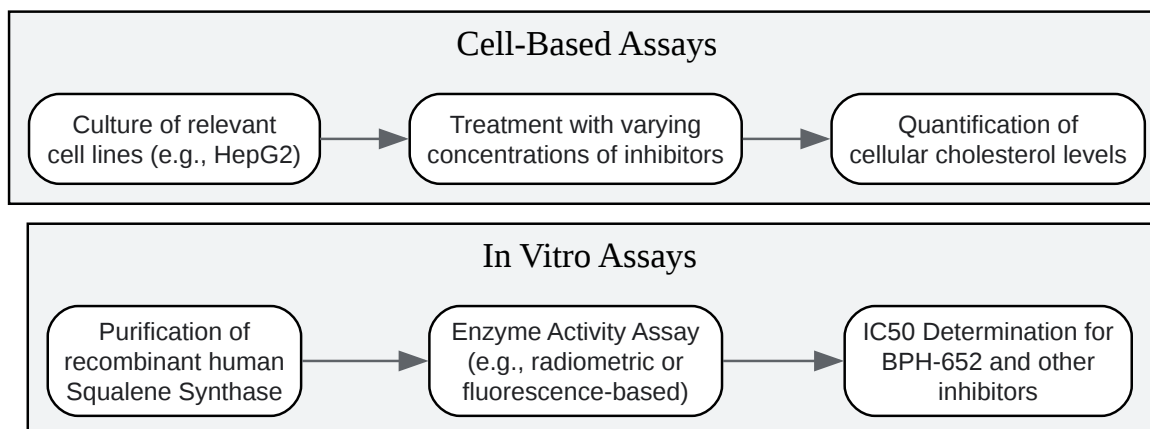 Cell-Based Assays
Culture of relevant
cell lines (e.g., HepG2)
Treatment with varying
concentrations of inhibitors
Quantification of
cellular cholesterol levels
In Vitro Assays
Purification of
recombinant human
Squalene Synthase
Enzyme Activity Assay
(e.g., radiometric or
fluorescence-based)
IC50 Determination for
BPH-652 and other
inhibitors